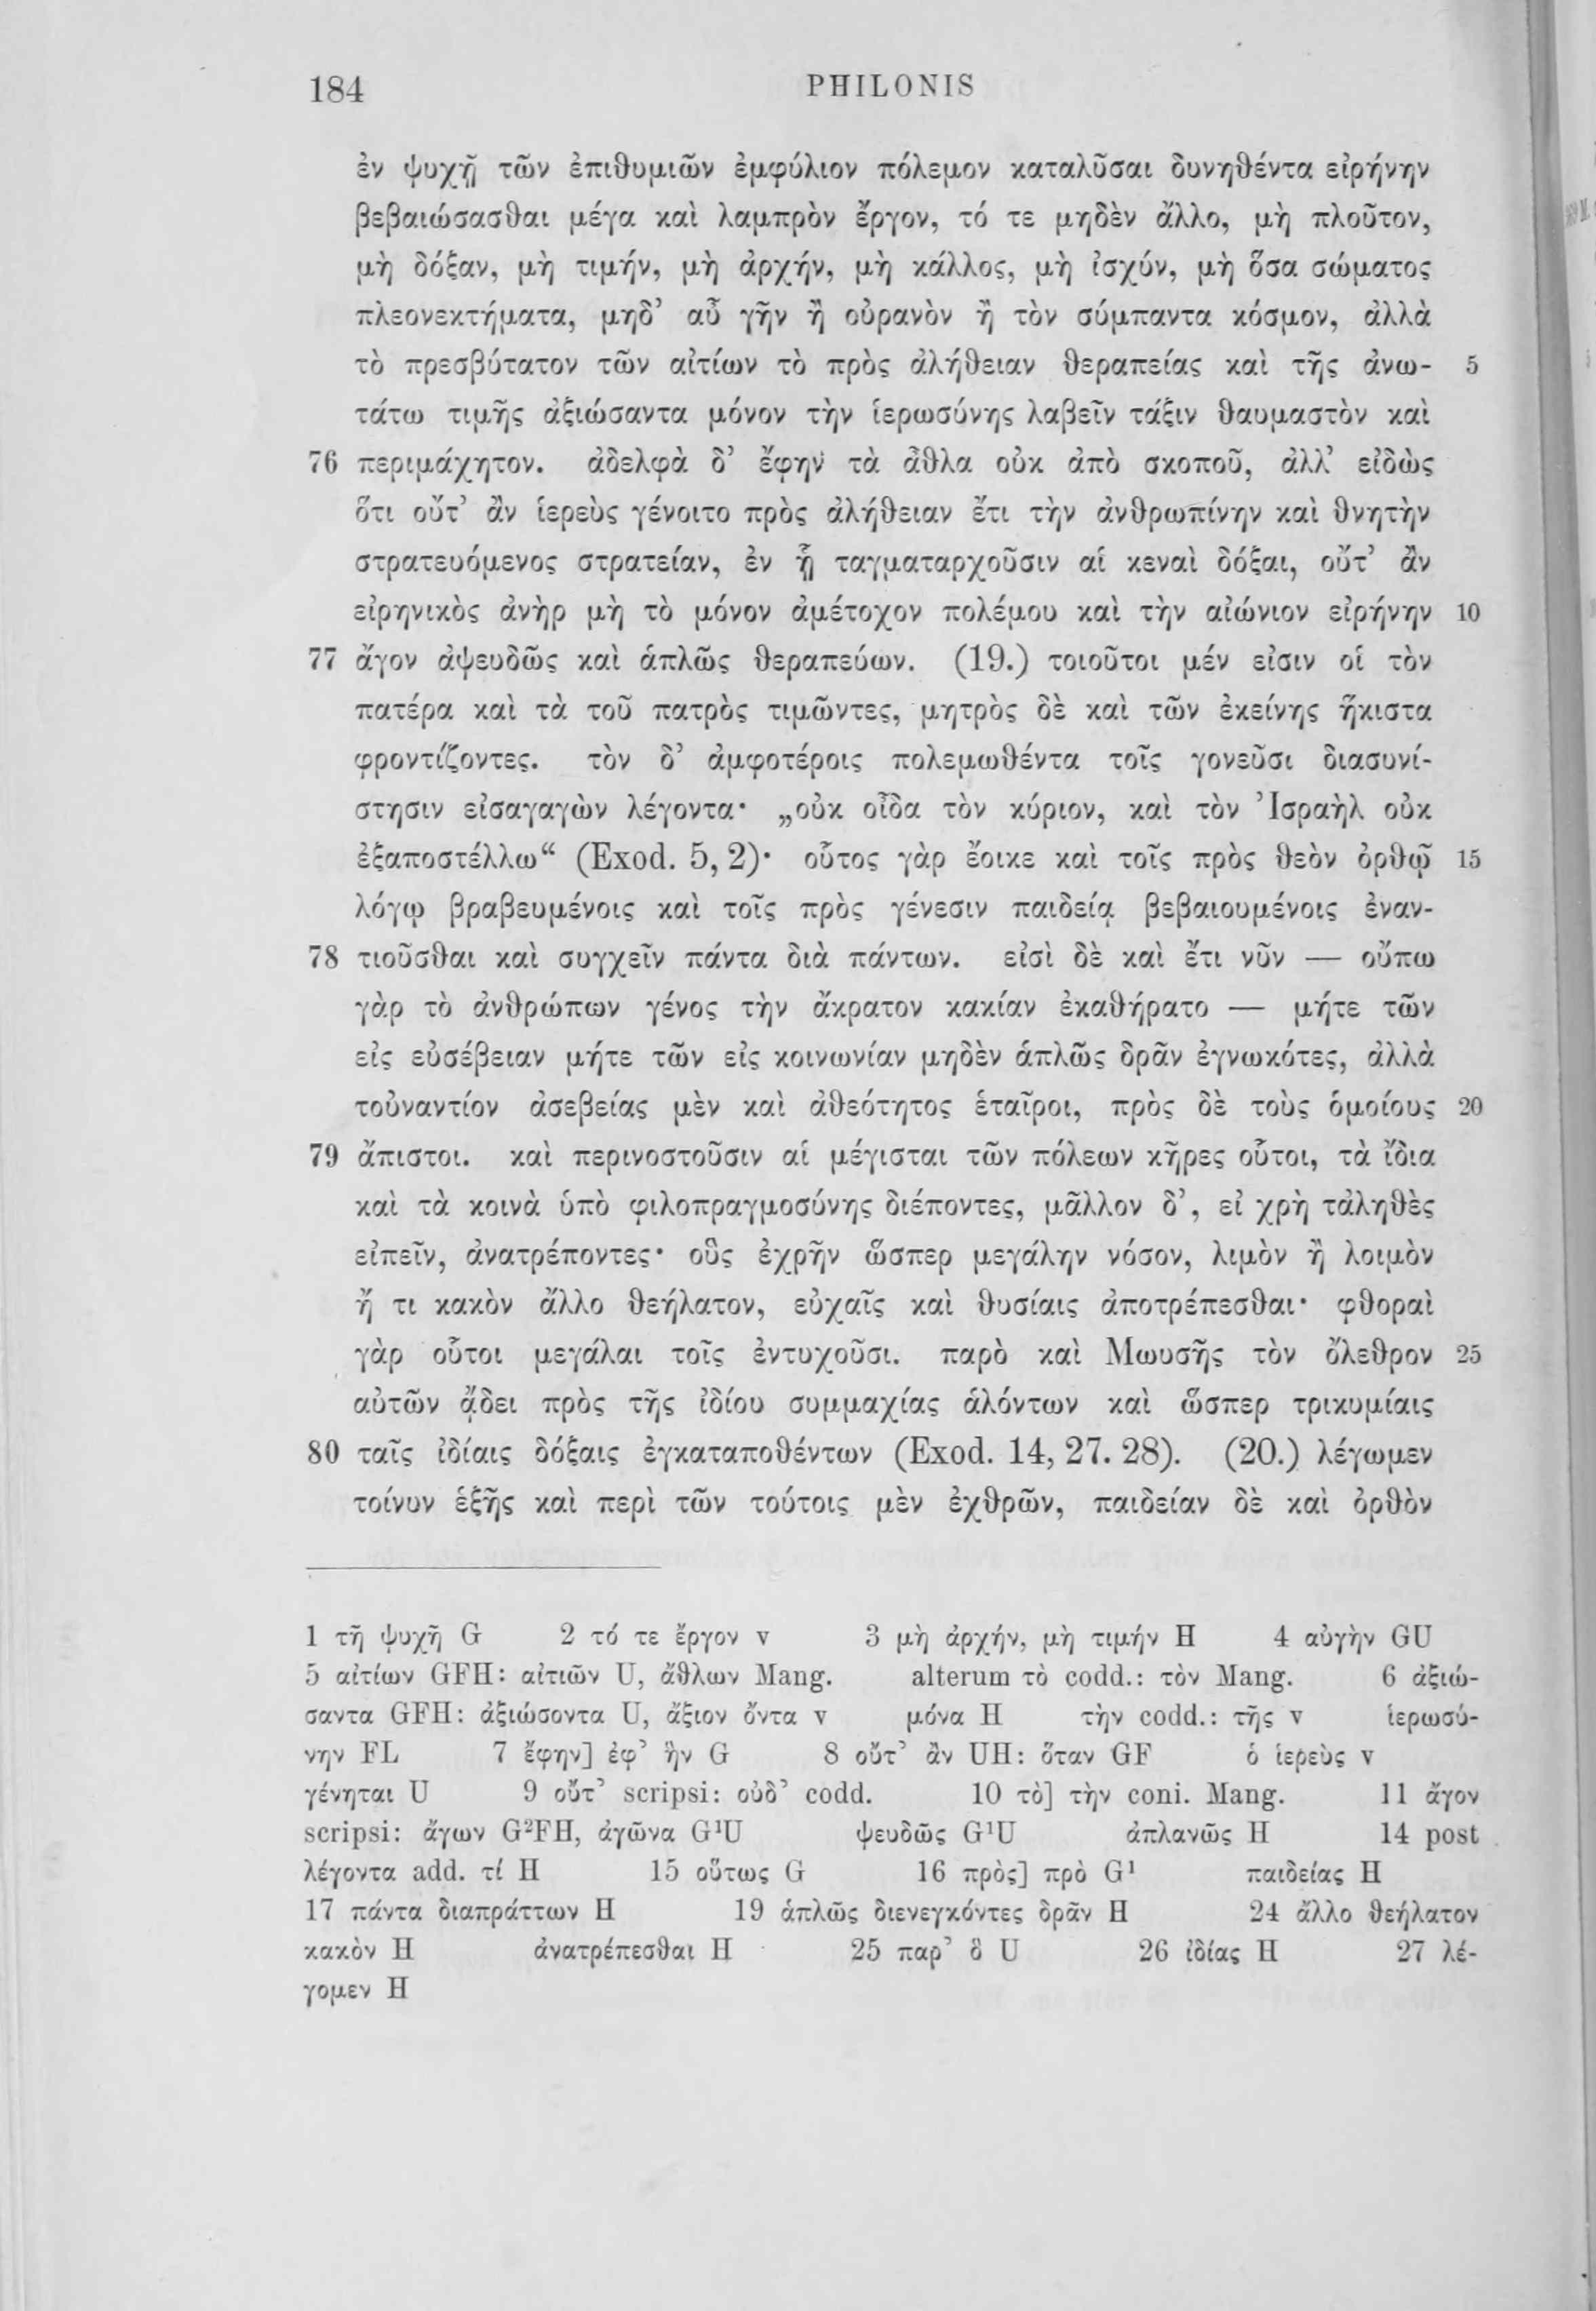 184 PHILONIS
ἐν ψυχῇ τῶν ἐπιθυμιῶν ἐμφύλιον πόλεμον καταλῦσαι δυνηθέντα εἰρήνην
βεβαιώσασθαι μέγα καὶ λαμπρὸν ἔργον, τό τε μηδὲν ἄλλο, μὴ πλοῦτον,
μὴ δόξαν, μὴ τιμήν, μὴ ἀρχήν, μὴ κάλλος, μὴ ἰσχύν, μὴ ὅσα σώματος
πλεονεκτήματα, μηδ’ αὖ γῆν ἢ οὐρανὸν ἢ τὸν σύμπαντα κόσμον, ἀλλὰ
τὸ πρεσβύτατον τῶν αἰτίων τὸ πρὸς ἀλήθειαν θεραπείας καὶ τῆς ἀνω- 5
τάτω τιμῆς ἀξιώσαντα μόνον τὴν ἱερωσύνης λαβεῖν τάξιν θαυμαστὸν καὶ
76 περιμάχητον. ἀδελφὰ δ’ ἔφην τὰ ἆθλα οὐκ ἀπὸ σκοποῦ, ἀλλ’ εἰδὼς
ὅτι οὔτ’ ἂν ἱερεὺς γένοιτο πρὸς ἀλήθειαν ἔτι τὴν ἀνθρωπίνην καὶ θνητὴν
στρατευόμενος στρατείαν, ἐν ᾗ ταγματαρχοῦσιν αἱ κεναὶ δόξαι, οὔτ’ ἂν
εἰρηνικὸς ἀνὴρ μὴ τὸ μόνον ἀμέτοχον πολέμου καὶ τὴν αἰώνιον εἰρήνην 10
77 ἄγον ἀψευδῶς καὶ ἁπλῶς θεραπεύων. (19.) τοιοῦτοι μέν εἰσιν οἱ τὸν
πατέρα καὶ τὰ τοῦ πατρὸς τιμῶντες, μητρὸς δὲ καὶ τῶν ἐκείνης ἥκιστα
φροντίζοντες. τὸν δ’ ἀμφοτέροις πολεμωθέντα τοῖς γονεῦσι διασυνί-
στησιν εἰσαγαγὼν λέγοντα· „οὐκ οἶδα τὸν κύριον, καὶ τὸν Ἰσραὴλ οὐκ
ἐξαποστέλλω“ (Exod. 5, 2)· οὗτος γὰρ ἔοικε καὶ τοῖς πρὸς θεὸν ὀρθῷ 15
λόγῳ βραβευμένοις καὶ τοῖς πρὸς γένεσιν παιδείᾳ βεβαιουμένοις ἐναν-
78 τιοῦσθαι καὶ συγχεῖν πάντα διὰ πάντων. εἰσὶ δὲ καὶ ἔτι νῦν — οὔπω
γὰρ τὸ ἀνθρώπων γένος τὴν ἄκρατον κακίαν ἐκαθήρατο — μήτε τῶν
εἰς εὐσέβειαν μήτε τῶν εἰς κοινωνίαν μηδὲν ἁπλῶς δρᾶν ἐγνωκότες, ἀλλὰ
τοὐναντίον ἀσεβείας μὲν καὶ ἀθεότητος ἑταῖροι, πρὸς δὲ τοὺς ὁμοίους 20
79 ἄπιστοι. καὶ περινοστοῦσιν αἱ μέγισται τῶν πόλεων κῆρες οὗτοι, τὰ ἴδια
καὶ τὰ κοινὰ ὑπὸ φιλοπραγμοσύνης διέποντες, μᾶλλον δ’, εἰ χρὴ τἀληθὲς
εἰπεῖν, ἀνατρέποντες· οὓς ἐχρῆν ὥσπερ μεγάλην νόσον, λιμὸν ἢ λοιμὸν
ἤ τι κακὸν ἄλλο θεήλατον, εὐχαῖς καὶ θυσίαις ἀποτρέπεσθαι· φθοραὶ
γὰρ οὗτοι μεγάλαι τοῖς ἐντυχοῦσι. παρὸ καὶ Μωυσῆς τὸν ὄλεθρον 25
αὐτῶν ᾄδει πρὸς τῆς ἰδίου συμμαχίας ἁλόντων καὶ ὥσπερ τρικυμίαις
80 ταῖς ἰδίαις δόξαις ἐγκαταποθέντων (Exod. 14, 27. 28). (20.) λέγωμεν
τοίνυν ἑξῆς καὶ περὶ τῶν τούτοις μὲν ἐχθρῶν, παιδείαν δὲ καὶ ὀρθὸν
1 τῆ ψυχῆ G 2 τό τε ἔργον v 3 μὴ ἀρχήν, μὴ τιμήν H 4 αὐγὴν GU
5 αἰτίων GFH: αἰτιῶν U, ἄθλων Mang. alterum τὸ codd.: τὸν Mang. 6 ἀξιώ-
σαντα GFH: ἀξιώσοντα U, ἄξιον ὄντα v μόνα H τὴν codd.: τῆς v ἱερωσύ-
νην FL 7 ἔφην] ἐφ’ ἣν G 8 οὔτ’ ἂν UH: ὅταν GF ὁ ἱερεὺς v
γένηται U 9 οὔτ’ scripsi: οὐδ’ codd. 10 τὸ] τὴν coni. Mang. 11 ἄγον
scripsi: ἄγων G²FH, ἀγῶνα G¹U ψευδῶς G¹U ἀπλανῶς H 14 post
λέγοντα add. τί H 15 οὕτως G 16 πρὸς] πρὸ G¹ παιδείας H
17 πάντα διαπράττων H 19 ἁπλῶς διενεγκόντες δρᾶν H 24 ἄλλο θεήλατον
κακὸν H ἀνατρέπεσθαι H 25 παρ’ ὃ U 26 ἰδίας H 27 λέ-
γομεν H